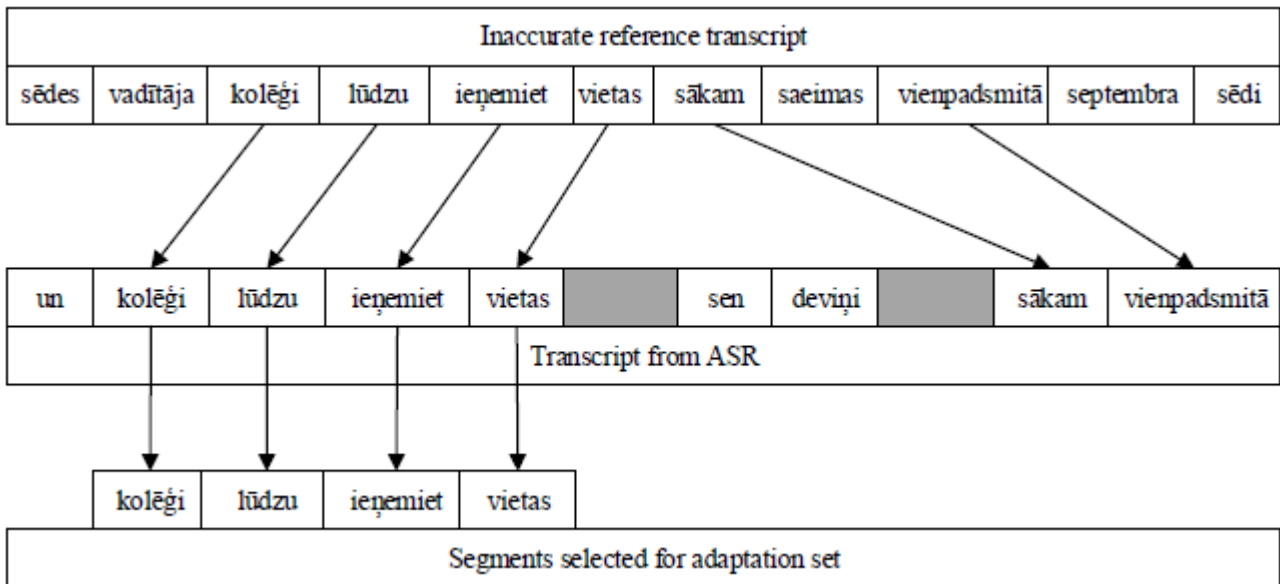 Inaccurate reference transcript
sēdes vadītāja kolēģi lūdzu ieņemiet vietas sākam saeimas vienpadsmitā septembra sēdi
un kolēģi lūdzu ieņemiet vietas sen deviņi sākam vienpadsmitā
Transcript from ASR
kolēģi lūdzu ieņemiet vietas
Segments selected for adaptation set